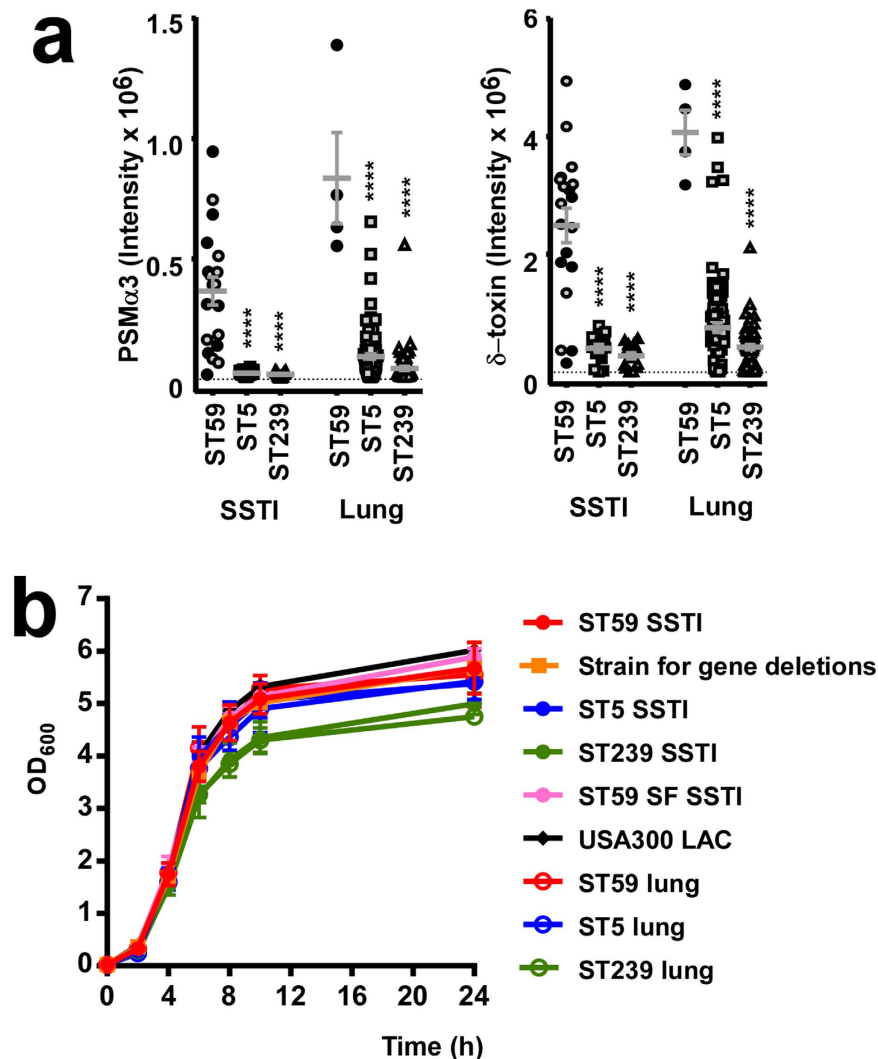 a
PSMα3 (Intensity x 10⁶)
1.5
1.0
0.5
0
****
****
****
****
ST59
ST5
ST239
ST59
ST5
ST239
SSTI
Lung
δ–toxin (Intensity x 10⁶)
6
4
2
0
****
****
****
****
ST59
ST5
ST239
ST59
ST5
ST239
SSTI
Lung
b
OD₆₀₀
7
6
5
4
3
2
1
0
0 4 8 12 16 20 24
Time (h)
ST59 SSTI
Strain for gene deletions
ST5 SSTI
ST239 SSTI
ST59 SF SSTI
USA300 LAC
ST59 lung
ST5 lung
ST239 lung